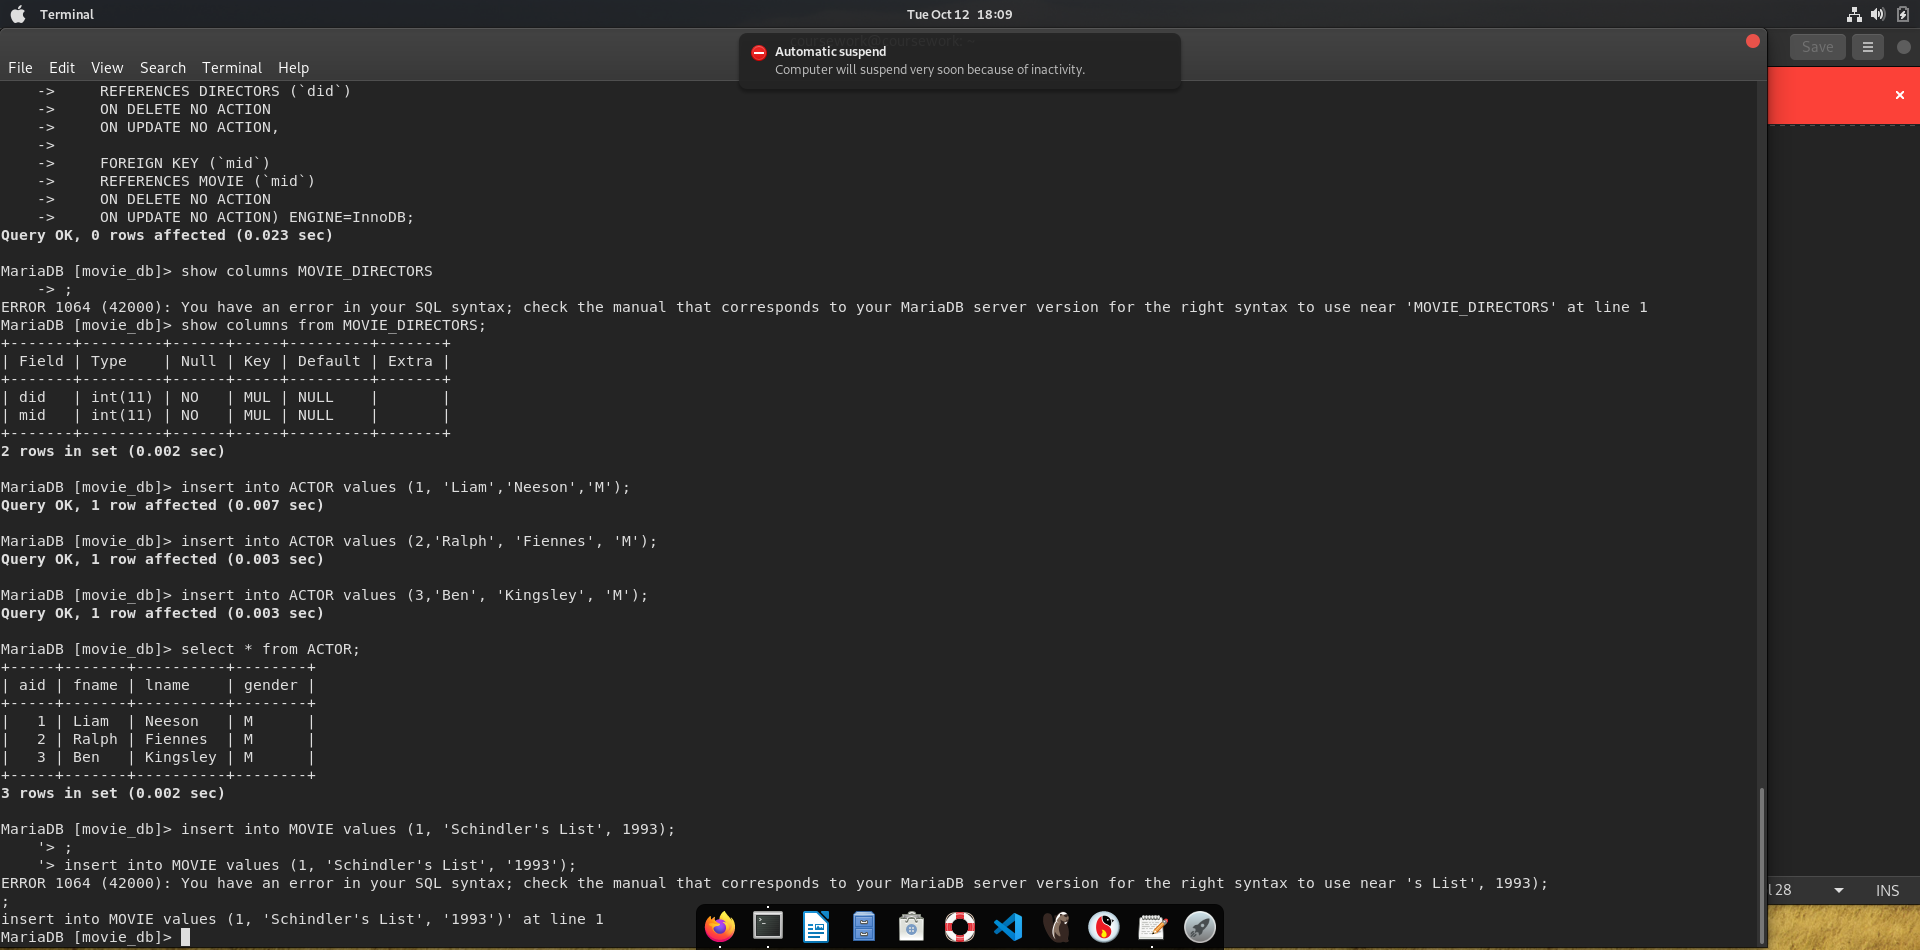 Terminal
Tue Oct 12 18:09
Automatic suspend
Computer will suspend very soon because of inactivity.
Save
File Edit View Search Terminal Help
    ->     REFERENCES DIRECTORS (`did`)
    ->     ON DELETE NO ACTION
    ->     ON UPDATE NO ACTION,
    ->
    ->     FOREIGN KEY (`mid`)
    ->     REFERENCES MOVIE (`mid`)
    ->     ON DELETE NO ACTION
    ->     ON UPDATE NO ACTION) ENGINE=InnoDB;
Query OK, 0 rows affected (0.023 sec)
MariaDB [movie_db]> show columns MOVIE_DIRECTORS
    -> ;
ERROR 1064 (42000): You have an error in your SQL syntax; check the manual that corresponds to your MariaDB server version for the right syntax to use near 'MOVIE_DIRECTORS' at line 1
MariaDB [movie_db]> show columns from MOVIE_DIRECTORS;
+-------+---------+------+-----+---------+-------+
| Field | Type    | Null | Key | Default | Extra |
+-------+---------+------+-----+---------+-------+
| did   | int(11) | NO   | MUL | NULL    |       |
| mid   | int(11) | NO   | MUL | NULL    |       |
+-------+---------+------+-----+---------+-------+
2 rows in set (0.002 sec)
MariaDB [movie_db]> insert into ACTOR values (1, 'Liam','Neeson','M');
Query OK, 1 row affected (0.007 sec)
MariaDB [movie_db]> insert into ACTOR values (2,'Ralph', 'Fiennes', 'M');
Query OK, 1 row affected (0.003 sec)
MariaDB [movie_db]> insert into ACTOR values (3,'Ben', 'Kingsley', 'M');
Query OK, 1 row affected (0.003 sec)
MariaDB [movie_db]> select * from ACTOR;
+-----+-------+----------+--------+
| aid | fname | lname    | gender |
+-----+-------+----------+--------+
|   1 | Liam  | Neeson   | M      |
|   2 | Ralph | Fiennes  | M      |
|   3 | Ben   | Kingsley | M      |
+-----+-------+----------+--------+
3 rows in set (0.002 sec)
MariaDB [movie_db]> insert into MOVIE values (1, 'Schindler's List', 1993);
    '> ;
    '> insert into MOVIE values (1, 'Schindler's List', '1993');
ERROR 1064 (42000): You have an error in your SQL syntax; check the manual that corresponds to your MariaDB server version for the right syntax to use near 's List', 1993);
;
insert into MOVIE values (1, 'Schindler's List', '1993')' at line 1
MariaDB [movie_db]>
28
INS